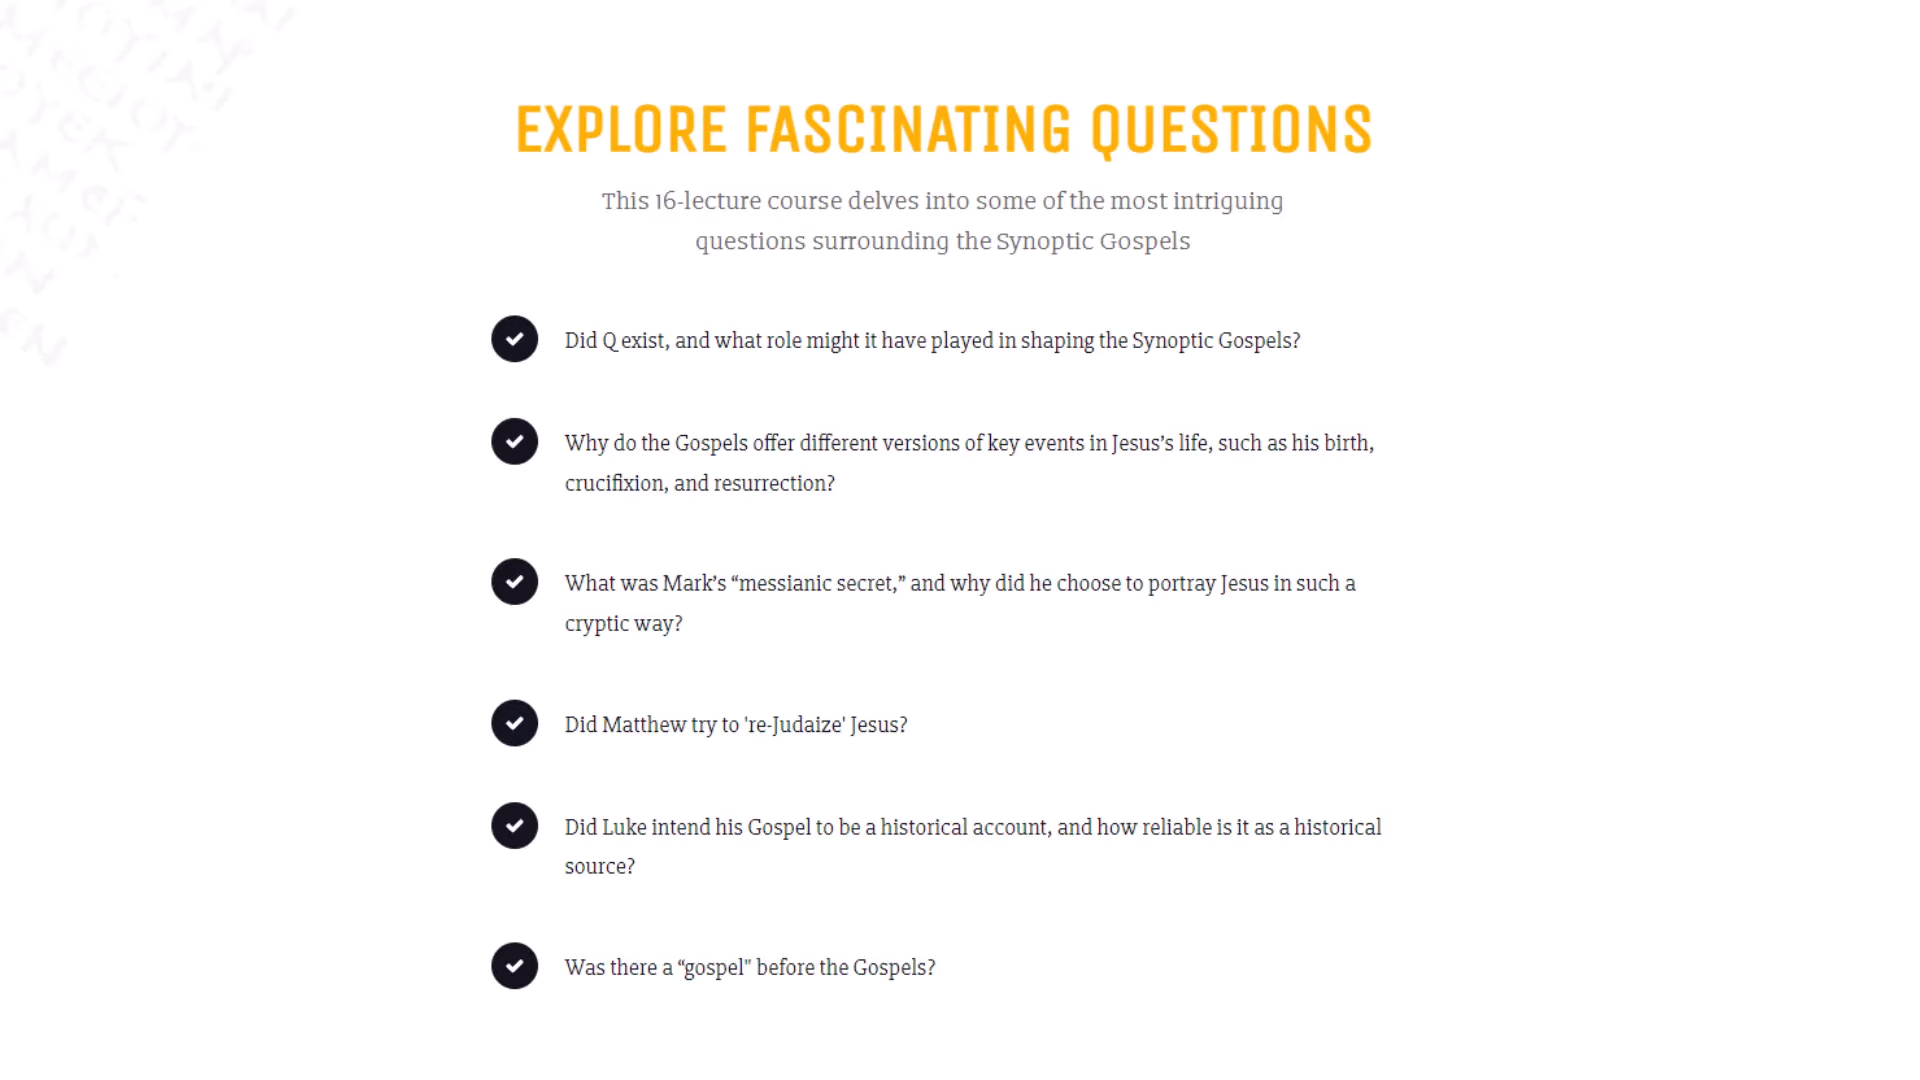 EXPLORE FASCINATING QUESTIONS
This 16-lecture course delves into some of the most intriguing
questions surrounding the Synoptic Gospels
Did Q exist, and what role might it have played in shaping the Synoptic Gospels?
Why do the Gospels offer different versions of key events in Jesus’s life, such as his birth,
crucifixion, and resurrection?
What was Mark’s “messianic secret,” and why did he choose to portray Jesus in such a
cryptic way?
Did Matthew try to 're-Judaize' Jesus?
Did Luke intend his Gospel to be a historical account, and how reliable is it as a historical
source?
Was there a “gospel" before the Gospels?